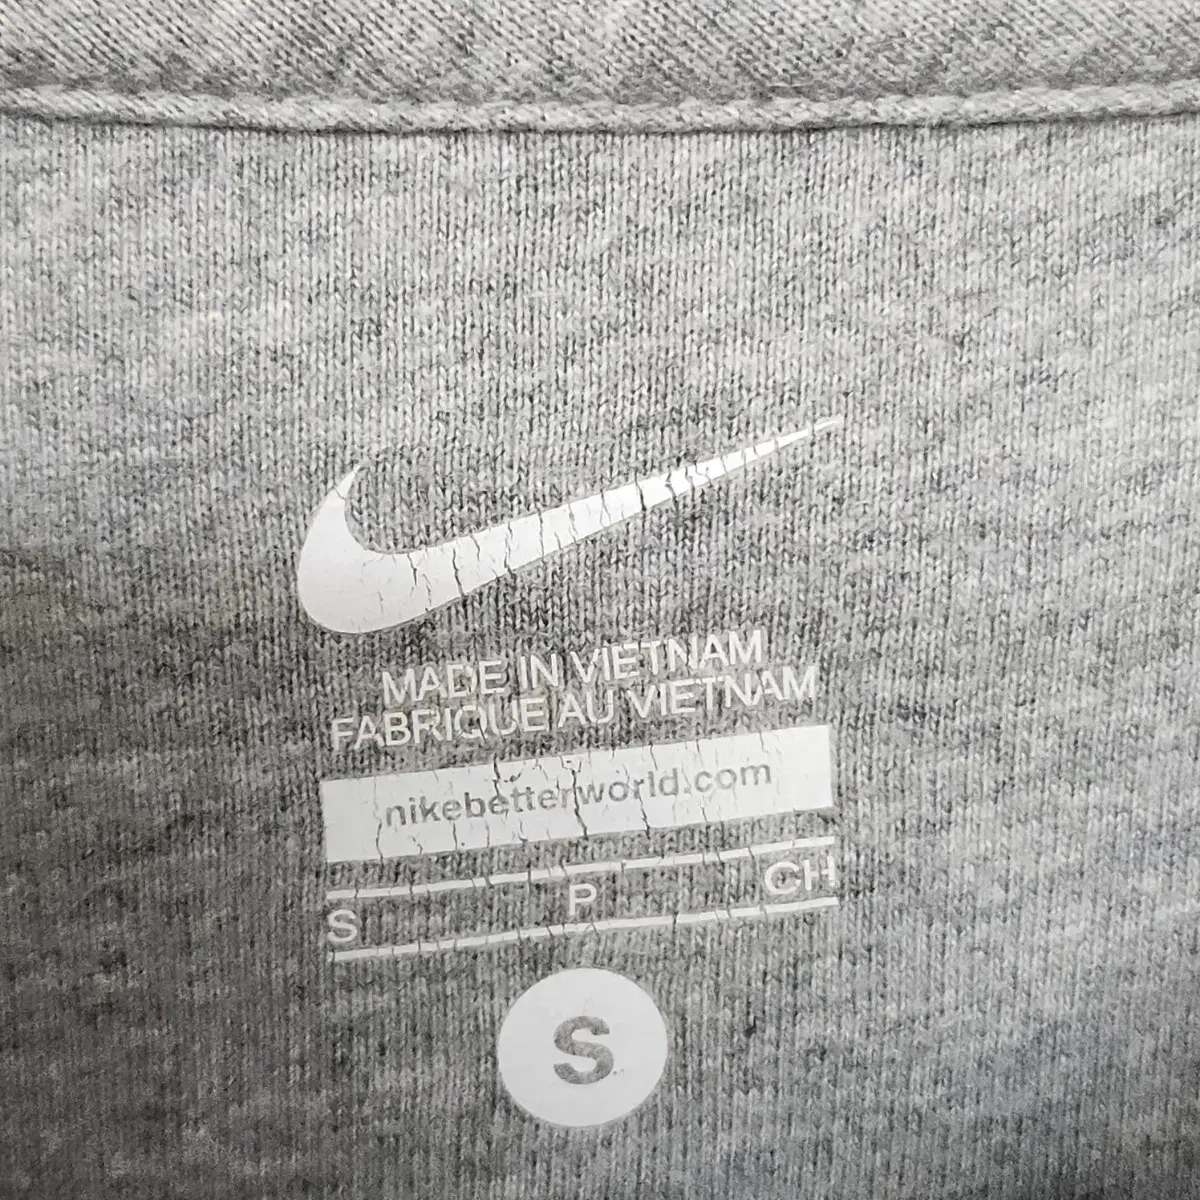 MADE IN VIETNAM
FABRIQUE AU VIETNAM
nikebetterworld.com
S P CH
S